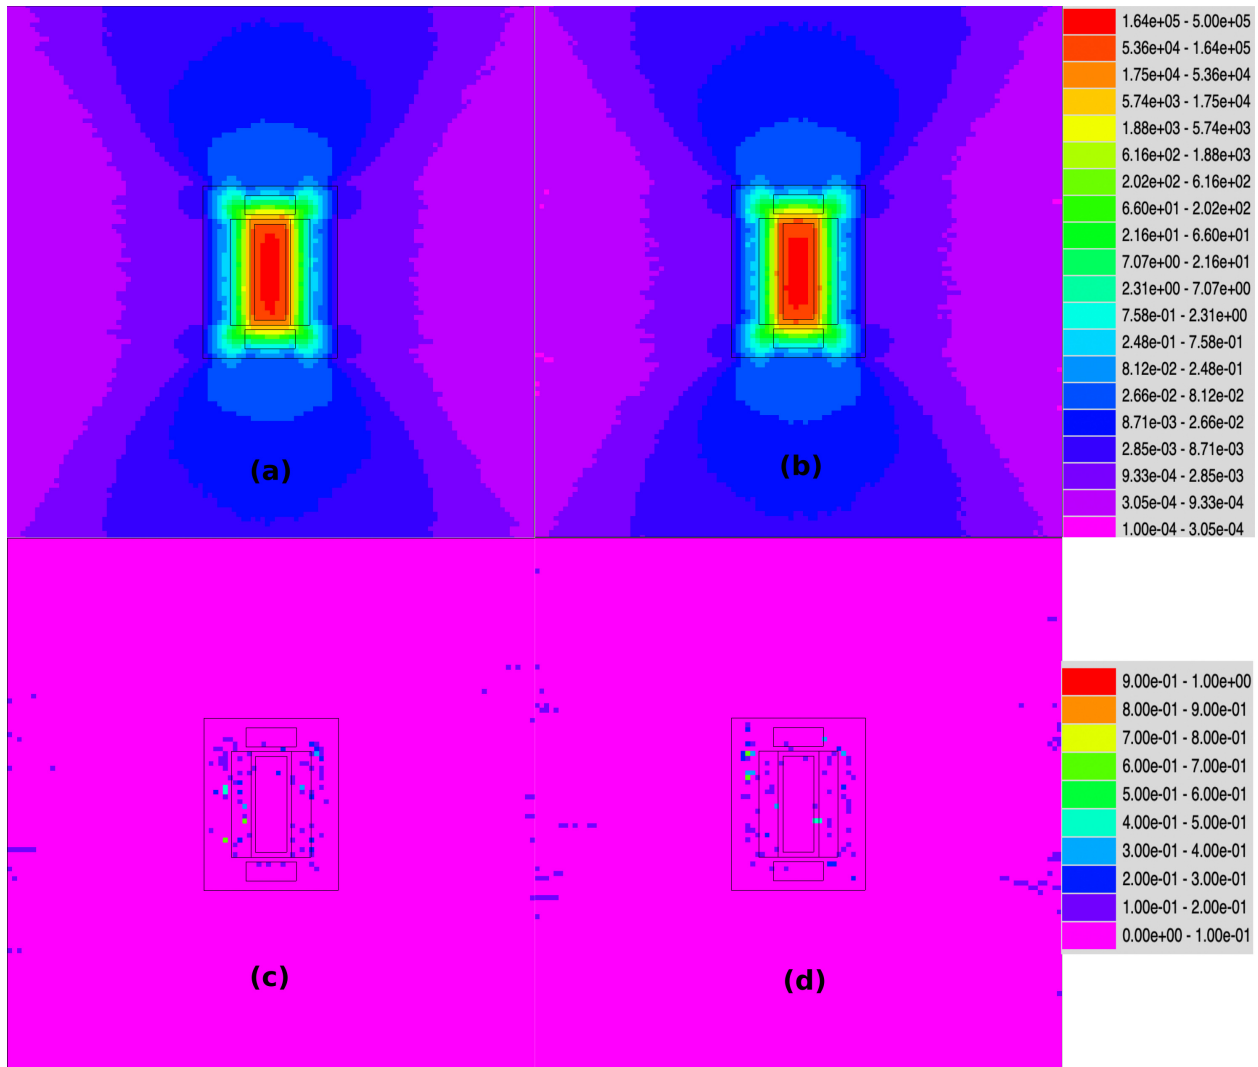 1.64e+05 - 5.00e+05
5.36e+04 - 1.64e+05
1.75e+04 - 5.36e+04
5.74e+03 - 1.75e+04
1.88e+03 - 5.74e+03
6.16e+02 - 1.88e+03
2.02e+02 - 6.16e+02
6.60e+01 - 2.02e+02
2.16e+01 - 6.60e+01
7.07e+00 - 2.16e+01
2.31e+00 - 7.07e+00
7.58e-01 - 2.31e+00
2.48e-01 - 7.58e-01
8.12e-02 - 2.48e-01
2.66e-02 - 8.12e-02
8.71e-03 - 2.66e-02
2.85e-03 - 8.71e-03
9.33e-04 - 2.85e-03
3.05e-04 - 9.33e-04
1.00e-04 - 3.05e-04
(a)
(b)
9.00e-01 - 1.00e+00
8.00e-01 - 9.00e-01
7.00e-01 - 8.00e-01
6.00e-01 - 7.00e-01
5.00e-01 - 6.00e-01
4.00e-01 - 5.00e-01
3.00e-01 - 4.00e-01
2.00e-01 - 3.00e-01
1.00e-01 - 2.00e-01
0.00e+00 - 1.00e-01
(c)
(d)